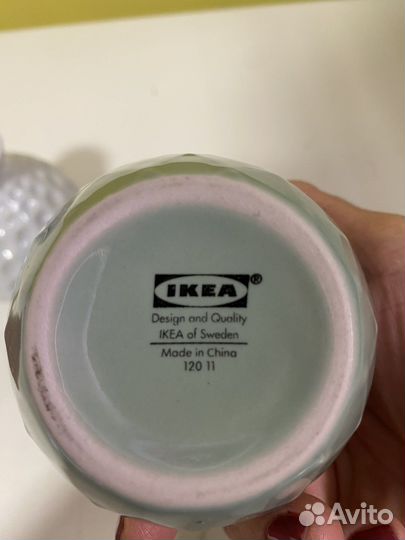 IKEA®
Design and Quality
IKEA of Sweden
Made in China
120 11
Avito